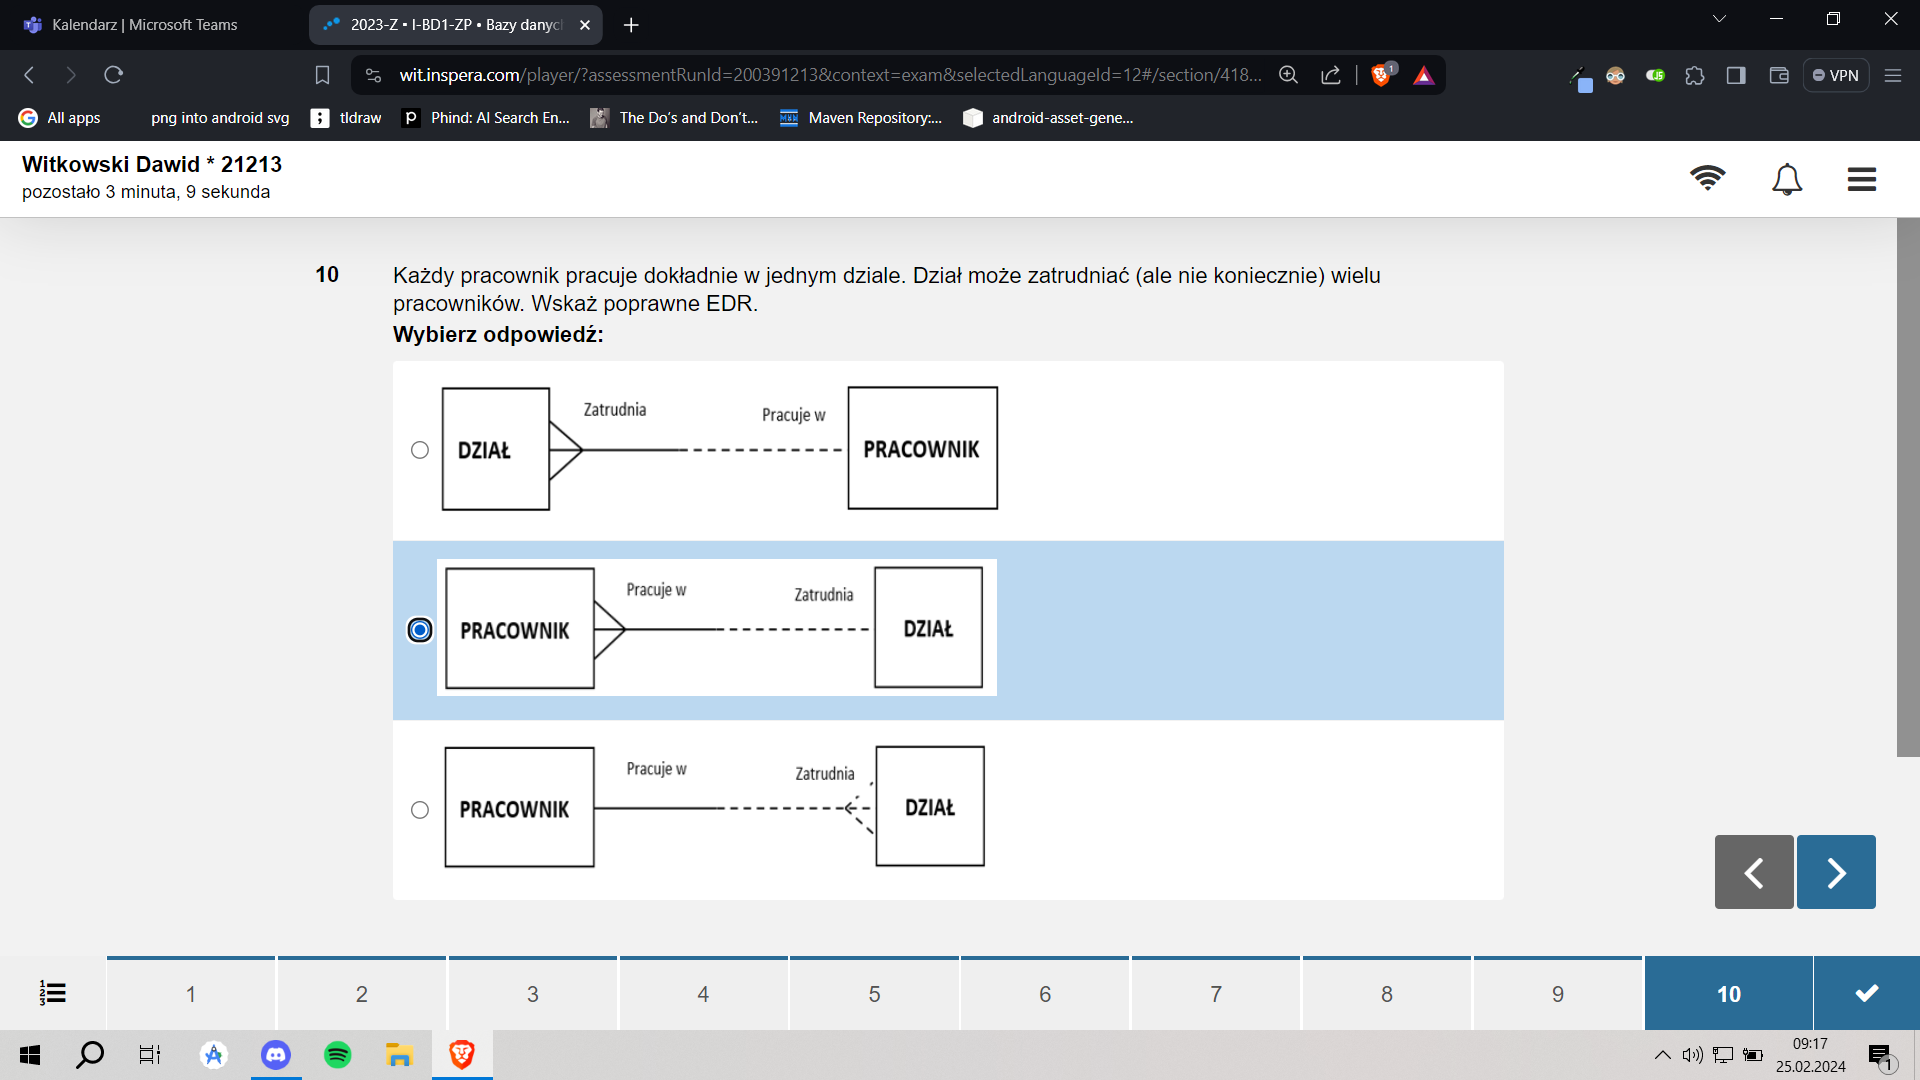 Kalendarz | Microsoft Teams
2023-Z • I-BD1-ZP • Bazy danyc
wit.inspera.com/player/?assessmentRunId=200391213&context=exam&selectedLanguageId=12#/section/418...
1
VPN
All apps
png into android svg
tldraw
Phind: AI Search En...
The Do's and Don't...
Maven Repository:...
android-asset-gene...
Witkowski Dawid * 21213
pozostało 3 minuta, 9 sekunda
10
Każdy pracownik pracuje dokładnie w jednym dziale. Dział może zatrudniać (ale nie koniecznie) wielu
pracowników. Wskaż poprawne EDR.
Wybierz odpowiedź:
Zatrudnia
Pracuje w
DZIAŁ
PRACOWNIK
Pracuje w
Zatrudnia
PRACOWNIK
DZIAŁ
Pracuje w
Zatrudnia
PRACOWNIK
DZIAŁ
1
2
3
4
5
6
7
8
9
10
09:17
25.02.2024
1